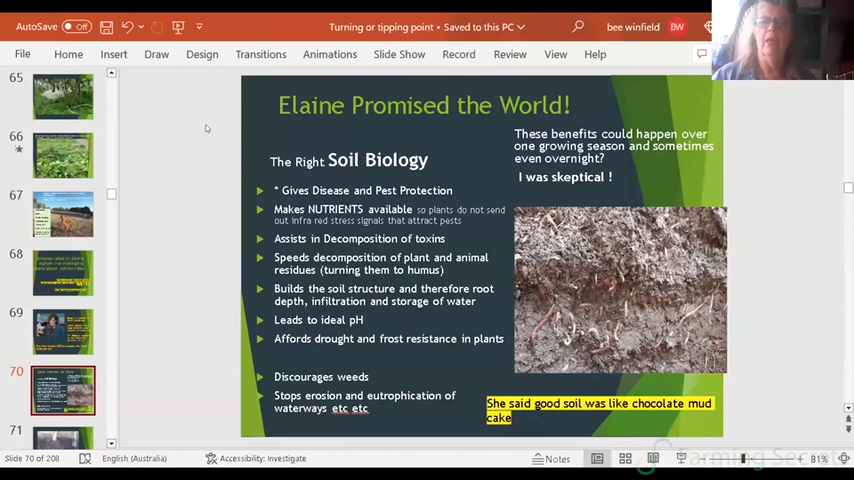 AutoSave Off
Turning or tipping point • Saved to this PC
bee winfield
BW
File Home Insert Draw Design Transitions Animations Slide Show Record Review View Help
65
66
67
68
69
70
71
Elaine Promised the World!
The Right Soil Biology
* Gives Disease and Pest Protection
Makes NUTRIENTS available so plants do not send
out infra red stress signals that attract pests
Assists in Decomposition of toxins
Speeds decomposition of plant and animal
residues (turning them to humus)
Builds the soil structure and therefore root
depth, infiltration and storage of water
Leads to ideal pH
Affords drought and frost resistance in plants
Discourages weeds
Stops erosion and eutrophication of
waterways etc etc
These benefits could happen over
one growing season and sometimes
even overnight?
I was skeptical !
She said good soil was like chocolate mud
cake
Slide 70 of 208
English (Australia)
Accessibility: Investigate
Notes
81%
Farming Secrets